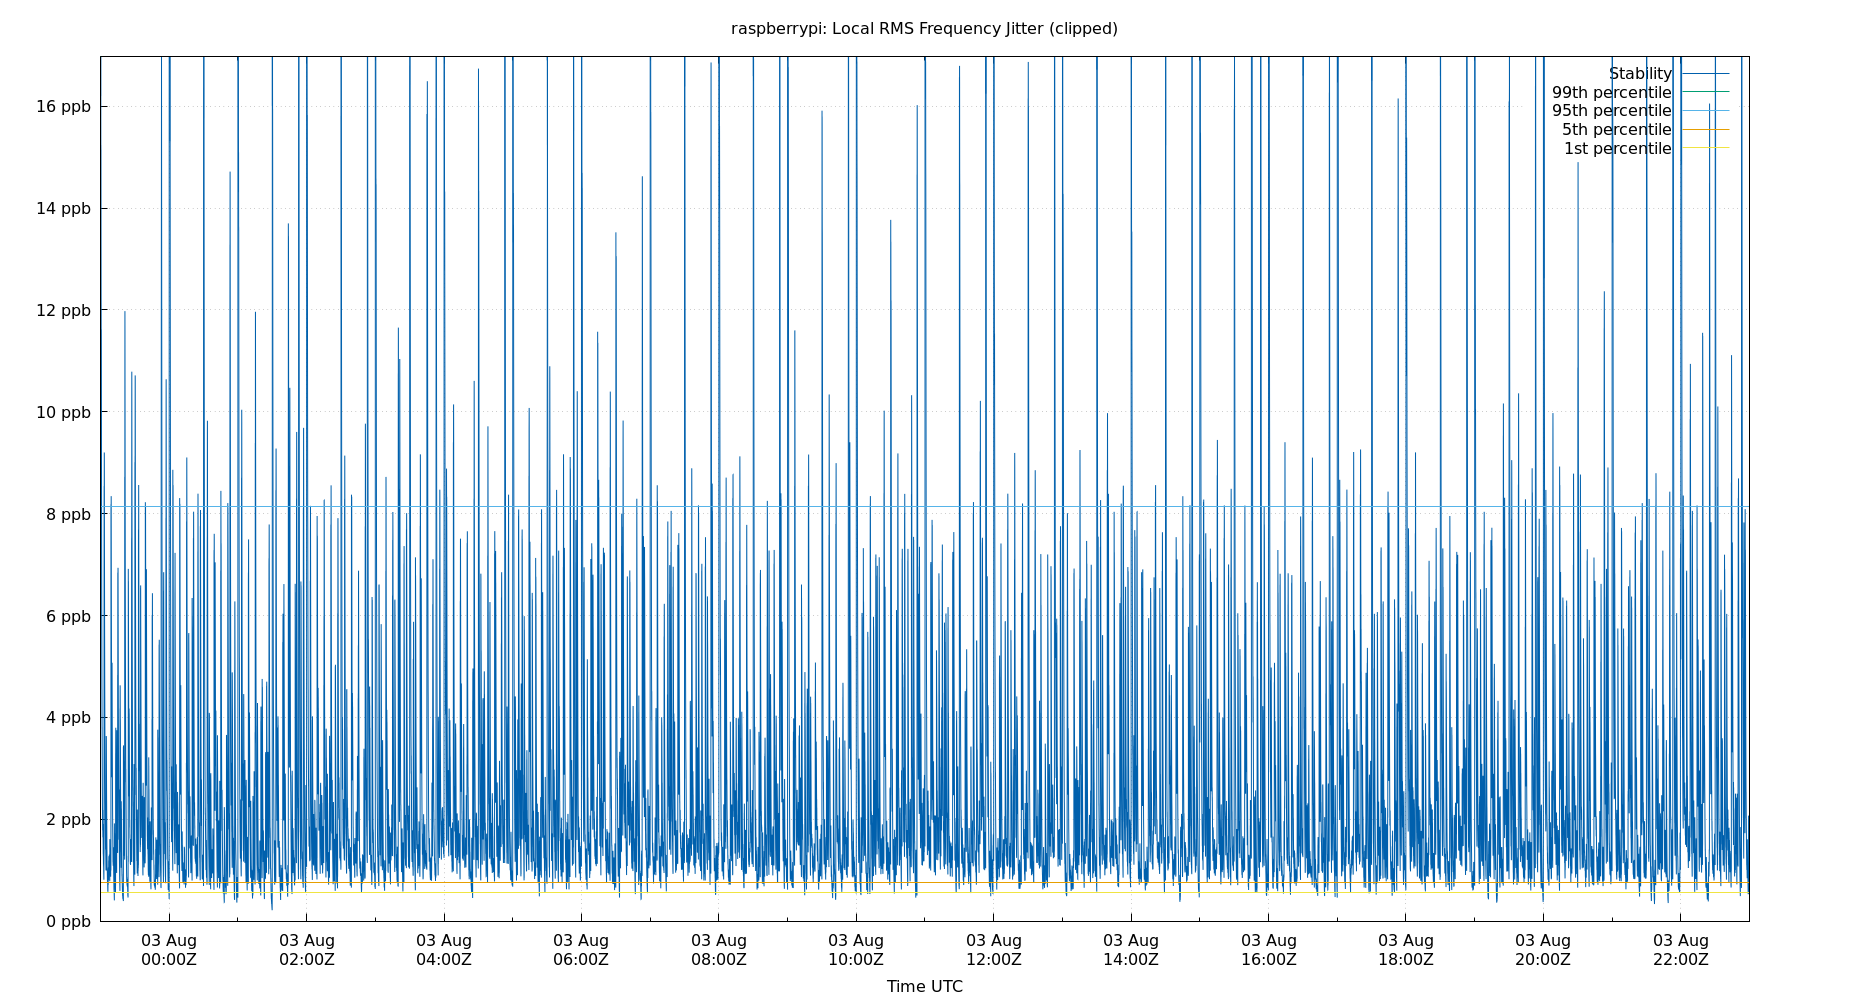 raspberrypi: Local RMS Frequency Jitter (clipped)
Stability
99th percentile
95th percentile
5th percentile
1st percentile
16 ppb
14 ppb
12 ppb
10 ppb
8 ppb
6 ppb
4 ppb
2 ppb
0 ppb
03 Aug 03 Aug 03 Aug 03 Aug 03 Aug 03 Aug 03 Aug 03 Aug 03 Aug 03 Aug 03 Aug 03 Aug
00:00Z 02:00Z 04:00Z 06:00Z 08:00Z 10:00Z 12:00Z 14:00Z 16:00Z 18:00Z 20:00Z 22:00Z
Time UTC